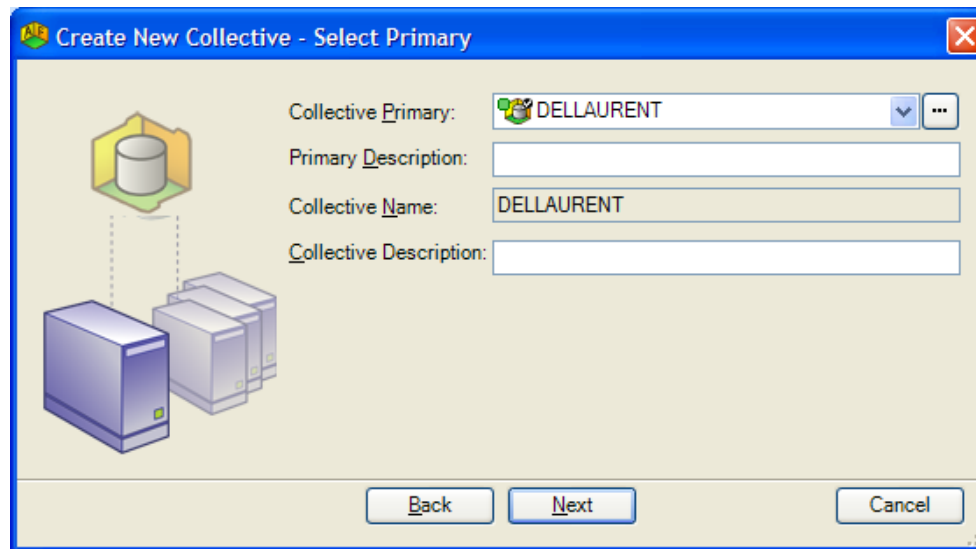 Create New Collective - Select Primary
Collective Primary: DELLAURENT ...
Primary Description:
Collective Name: DELLAURENT
Collective Description:
Back Next Cancel